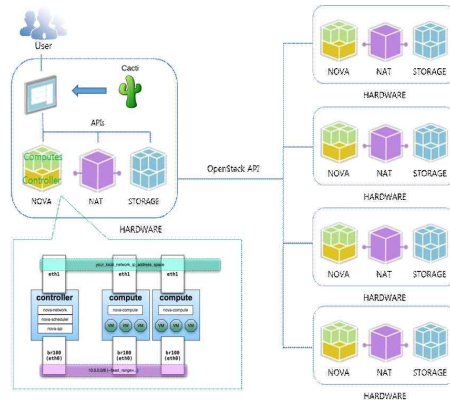 User
Cacti
APIs
Computes
Controller
NOVA
NAT
STORAGE
HARDWARE
OpenStack API
NOVA
NAT
STORAGE
HARDWARE
NOVA
NAT
STORAGE
HARDWARE
NOVA
NAT
STORAGE
HARDWARE
NOVA
NAT
STORAGE
HARDWARE
your_local_network_ip_address_space
eth1
eth1
eth1
controller
nova-network
nova-scheduler
nova-api
compute
nova-compute
VM
VM
VM
compute
nova-compute
VM
VM
VM
br100
(eth0)
br100
(eth0)
br100
(eth0)